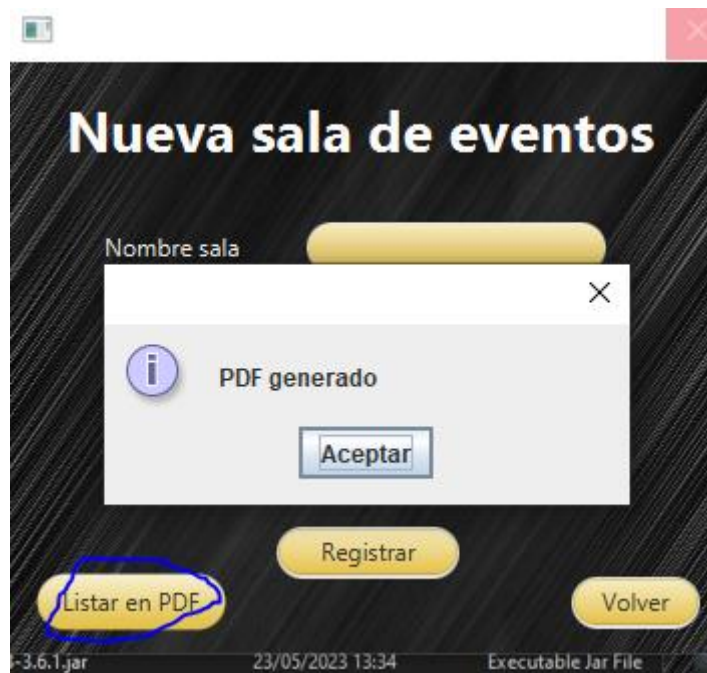 Nueva sala de eventos
Nombre sala
PDF generado
Aceptar
Registrar
Listar en PDF
Volver
-3.6.1.jar 23/05/2023 13:34 Executable Jar File